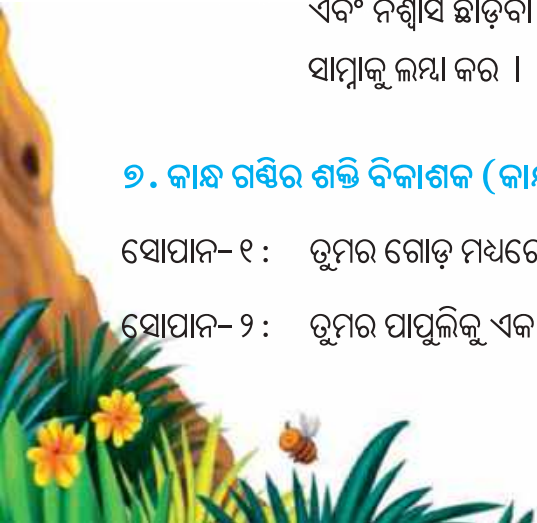 ଏବଂ ନିଶ୍ୱାସ ଛାଡ଼ିବା
ସାମ୍ନାକୁ ଲମ୍ବା କର ।
୭. କାନ୍ଧ ଗଣ୍ଠିର ଶକ୍ତି ବିକାଶକ (
ସୋପାନ-୧ : ତୁମର ଗୋଡ଼ ମଧ୍ୟରେ
ସୋପାନ-୨ : ତୁମର ପାପୁଲିକୁ ଏକ